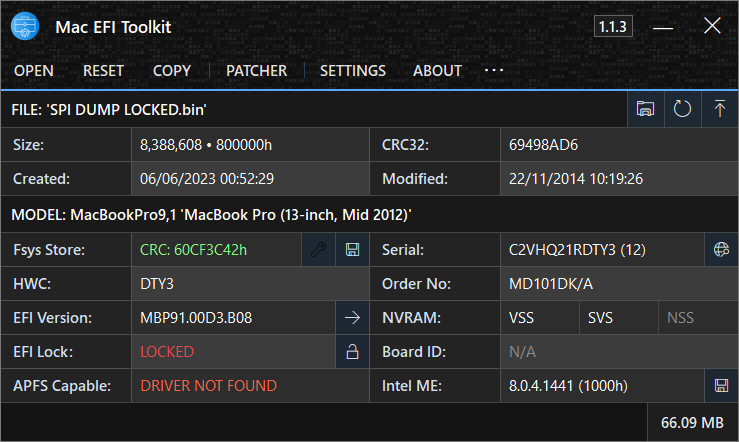 Mac EFI Toolkit 1.1.3
OPEN RESET COPY PATCHER SETTINGS ABOUT ...
FILE: 'SPI DUMP LOCKED.bin'
Size: 8,388,608 • 800000h CRC32: 69498AD6
Created: 06/06/2023 00:52:29 Modified: 22/11/2014 10:19:26
MODEL: MacBookPro9,1 'MacBook Pro (13-inch, Mid 2012)'
Fsys Store: CRC: 60CF3C42h Serial: C2VHQ21RDTY3 (12)
HWC: DTY3 Order No: MD101DK/A
EFI Version: MBP91.00D3.B08 NVRAM: VSS SVS NSS
EFI Lock: LOCKED Board ID: N/A
APFS Capable: DRIVER NOT FOUND Intel ME: 8.0.4.1441 (1000h)
66.09 MB